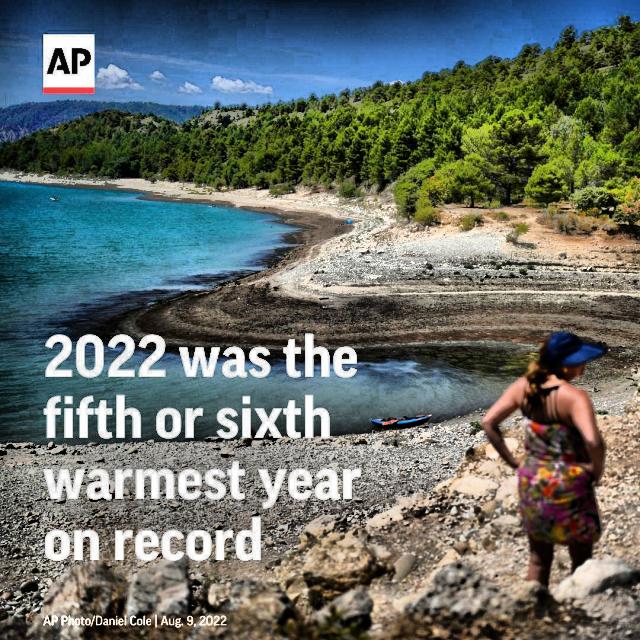 AP
2022 was the
fifth or sixth
warmest year
on record
AP Photo/Daniel Cole | Aug. 9, 2022